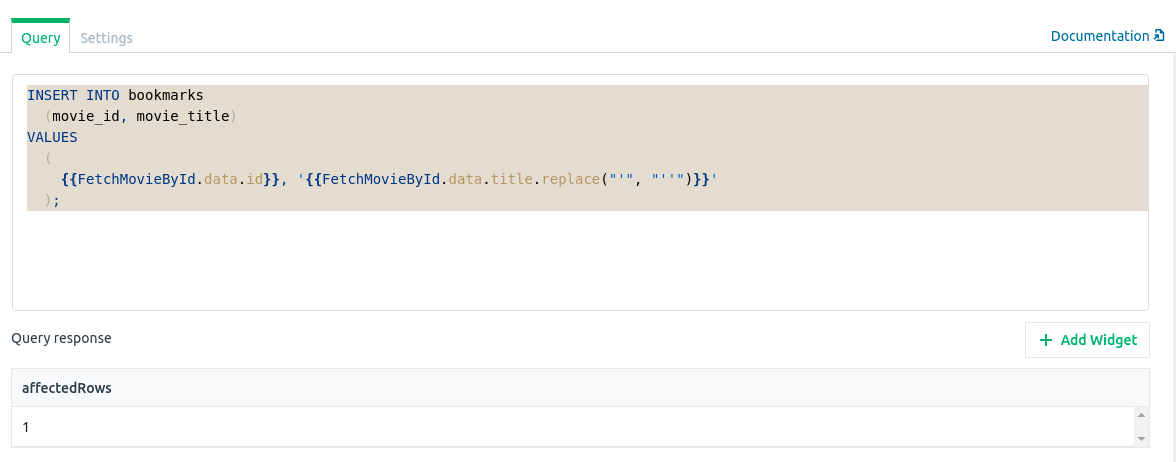 Query Settings Documentation
INSERT INTO bookmarks
(movie_id, movie_title)
VALUES
(
{{FetchMovieById.data.id}}, '{{FetchMovieById.data.title.replace("'", "''")}}'
);
Query response
Add Widget
affectedRows
1